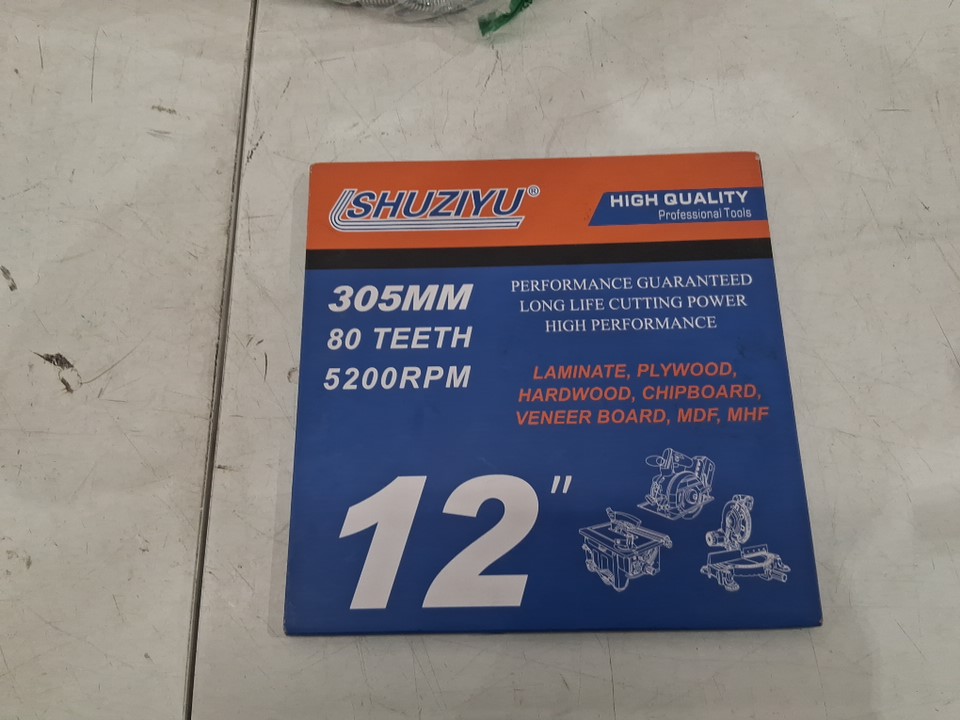 SHUZIYU®
HIGH QUALITY
Professional Tools
305MM
80 TEETH
5200RPM
PERFORMANCE GUARANTEED
LONG LIFE CUTTING POWER
HIGH PERFORMANCE
LAMINATE, PLYWOOD,
HARDWOOD, CHIPBOARD,
VENEER BOARD, MDF, MHF
12"